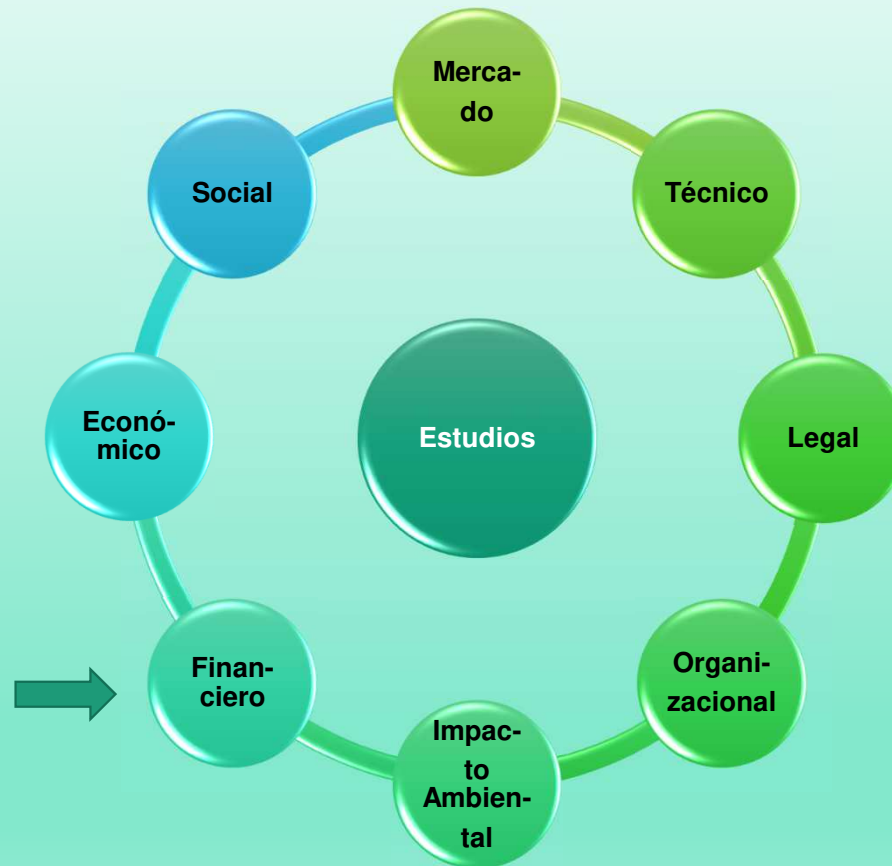 Merca-
do
Técnico
Legal
Organi-
zacional
Impac-
to
Ambien-
tal
Finan-
ciero
Econó-
mico
Social
Estudios